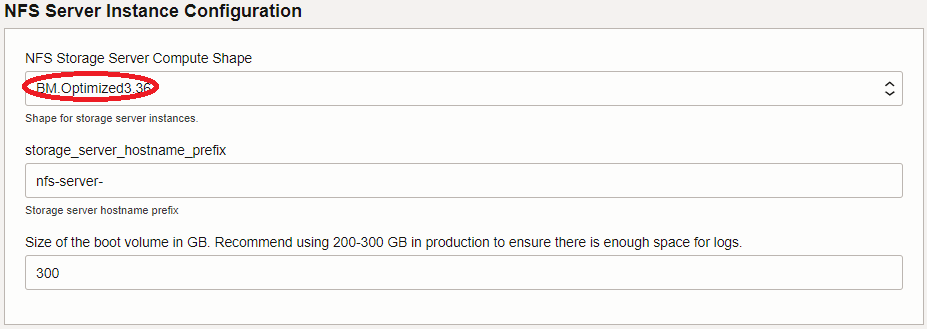 NFS Server Instance Configuration
NFS Storage Server Compute Shape
BM.Optimized3.36
Shape for storage server instances.
storage_server_hostname_prefix
nfs-server-
Storage server hostname prefix
Size of the boot volume in GB. Recommend using 200-300 GB in production to ensure there is enough space for logs.
300